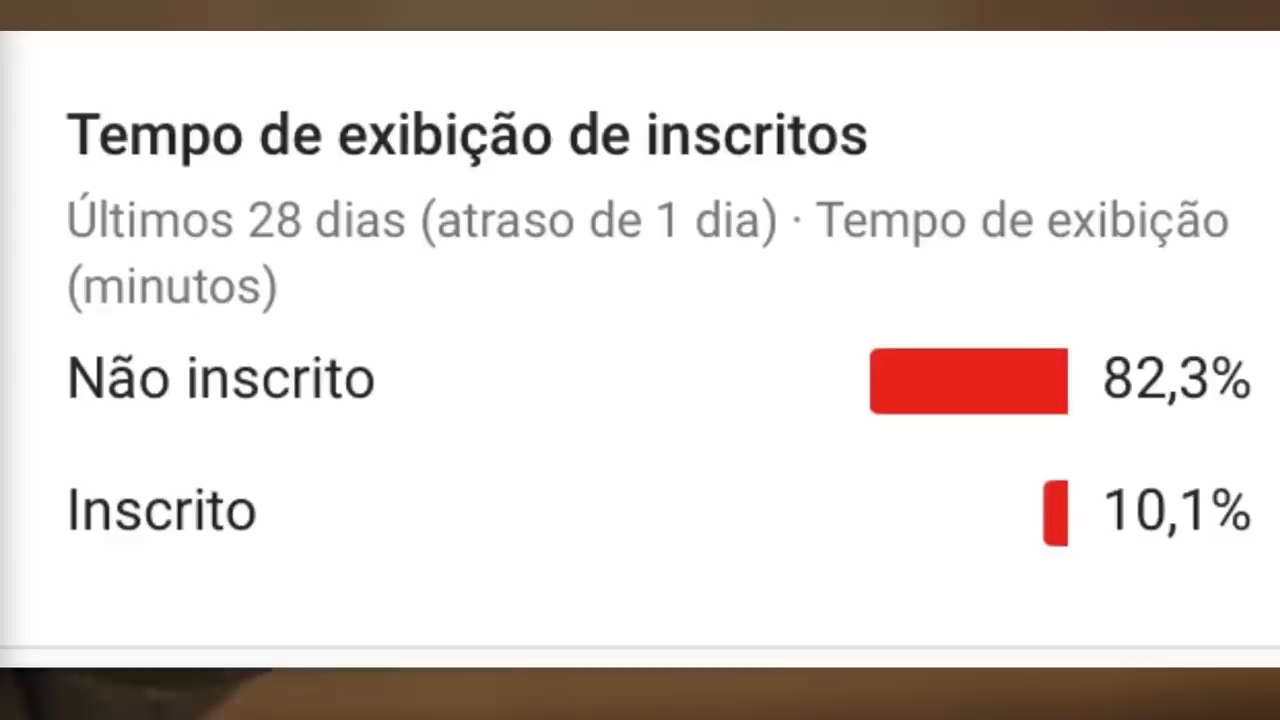 Tempo de exibição de inscritos
Últimos 28 dias (atraso de 1 dia) · Tempo de exibição
(minutos)
Não inscrito 82,3%
Inscrito 10,1%